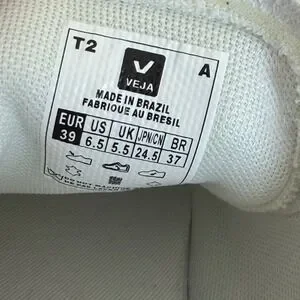 T2 A
VEJA
MADE IN BRAZIL
FABRIQUE AU BRESIL
EUR US UK JPN/CN BR
39 6.5 5.5 24.5 37